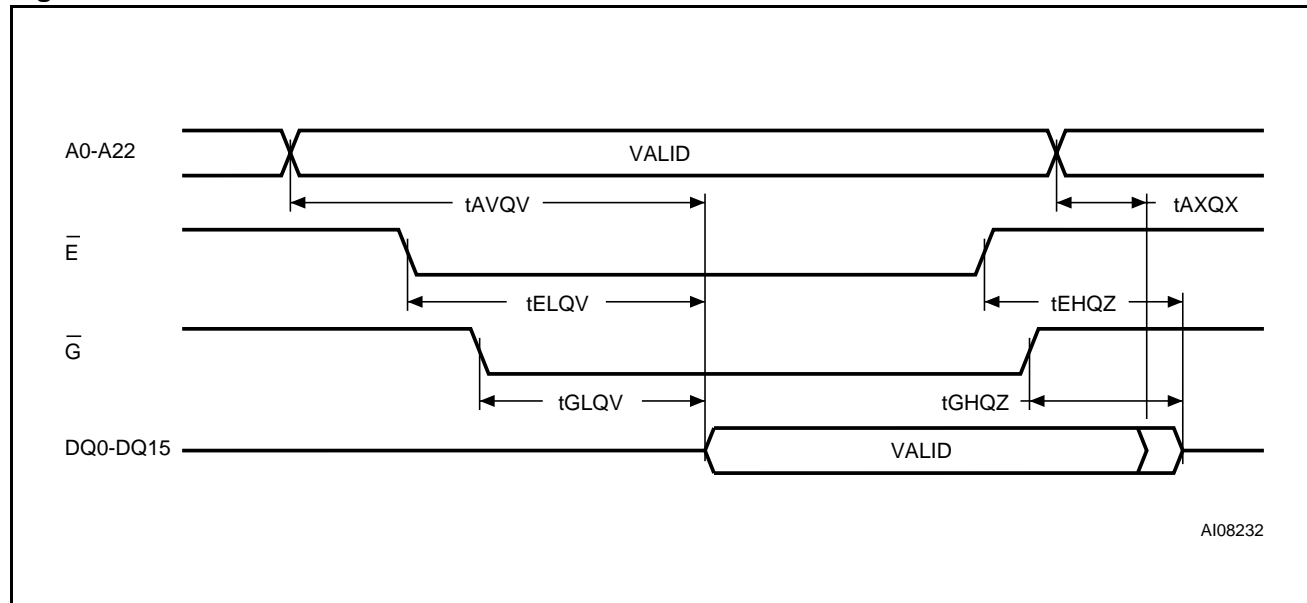 A0-A22
VALID
tAVQV
tAXQX
E̅
tELQV
tEHQZ
G̅
tGLQV
tGHQZ
DQ0-DQ15
VALID
AI08232